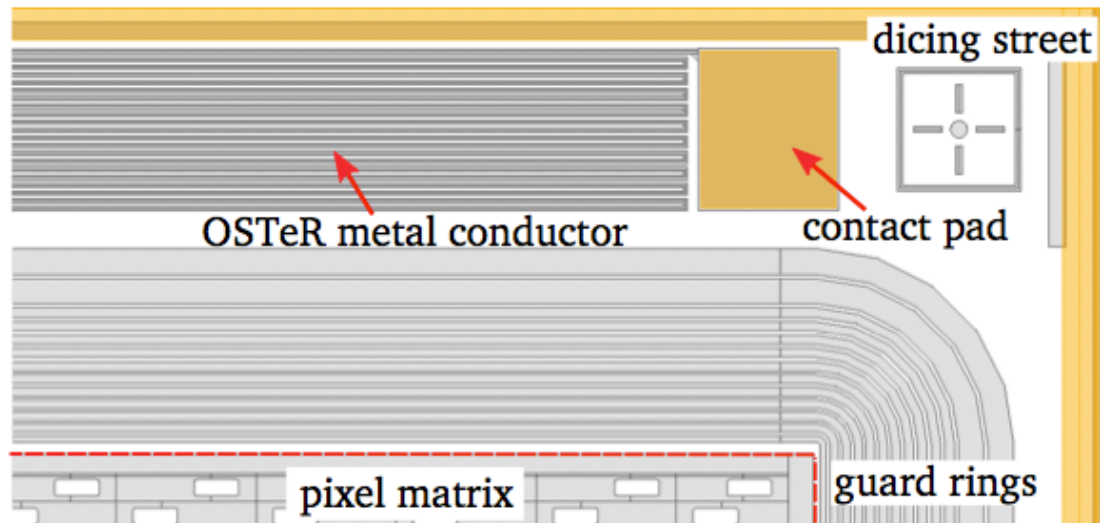 dicing street
OSTeR metal conductor
contact pad
pixel matrix
guard rings